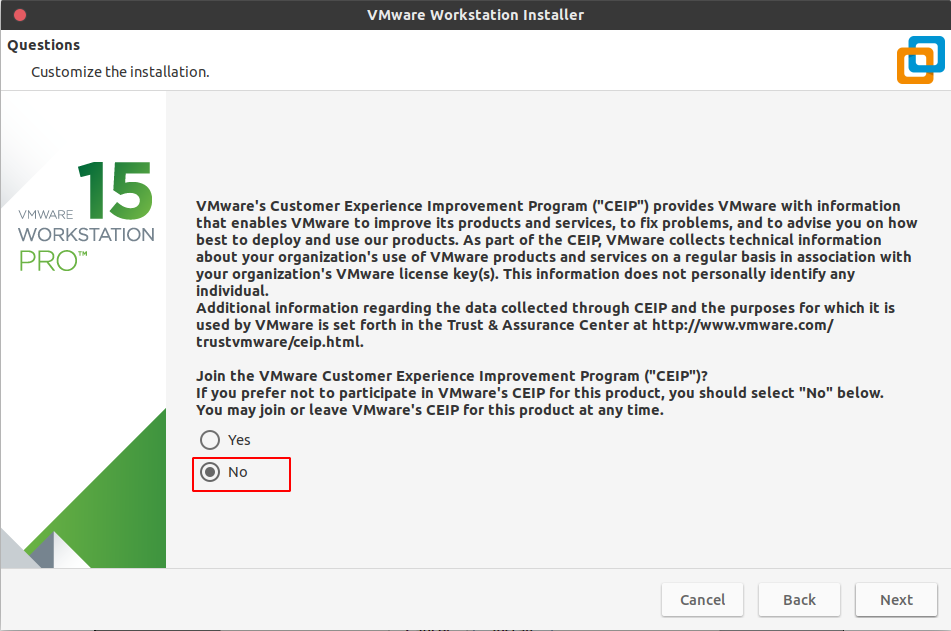 VMware Workstation Installer
Questions
Customize the installation.
15
VMWARE
WORKSTATION
PRO™
VMware's Customer Experience Improvement Program ("CEIP") provides VMware with information
that enables VMware to improve its products and services, to fix problems, and to advise you on how
best to deploy and use our products. As part of the CEIP, VMware collects technical information
about your organization's use of VMware products and services on a regular basis in association with
your organization's VMware license key(s). This information does not personally identify any
individual.
Additional information regarding the data collected through CEIP and the purposes for which it is
used by VMware is set forth in the Trust & Assurance Center at http://www.vmware.com/
trustvmware/ceip.html.
Join the VMware Customer Experience Improvement Program ("CEIP")?
If you prefer not to participate in VMware's CEIP for this product, you should select "No" below.
You may join or leave VMware's CEIP for this product at any time.
Yes
No
Cancel
Back
Next